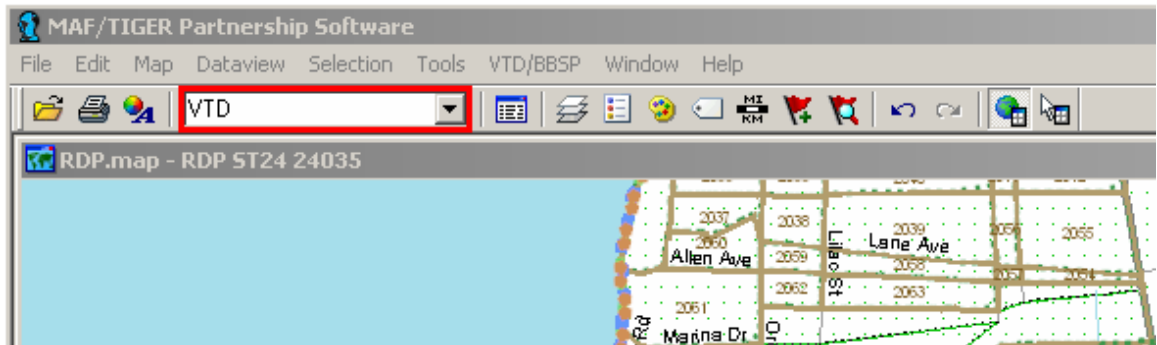 MAF/TIGER Partnership Software
File Edit Map Dataview Selection Tools VTD/BBSP Window Help
VTD
MI
KM
RDP.map - RDP ST24 24035
2037
2038
2039
2056
2055
2060
Lane Ave
Allen Ave
2059
Lilac St
2058
2057
2054
2062
2063
2061
Rd
Marina Dr